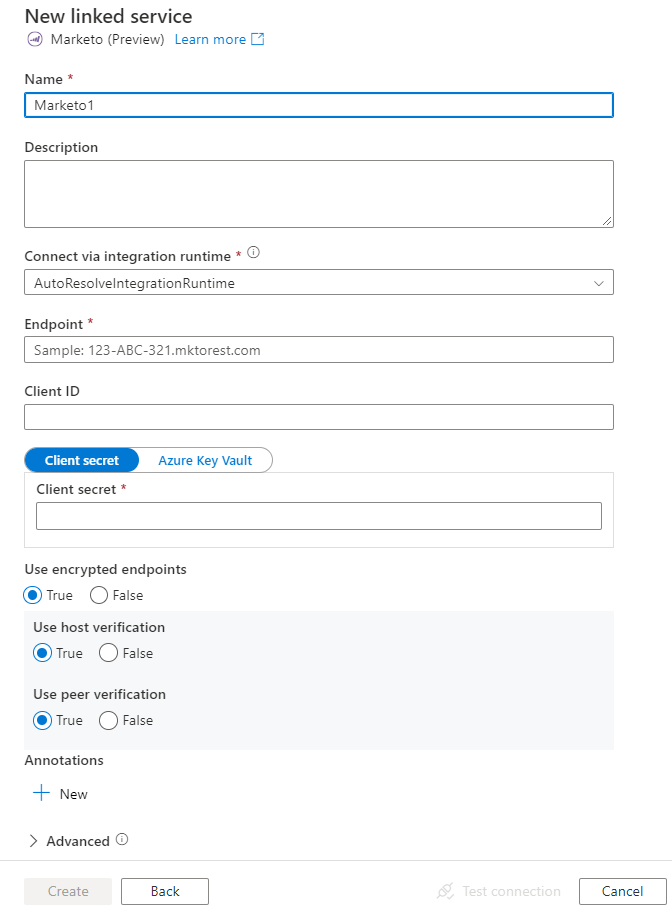 New linked service
Marketo (Preview) Learn more
Name *
Marketo1
Description
Connect via integration runtime *
AutoResolveIntegrationRuntime
Endpoint *
Sample: 123-ABC-321.mktorest.com
Client ID
Client secret Azure Key Vault
Client secret *
Use encrypted endpoints
True False
Use host verification
True False
Use peer verification
True False
Annotations
New
Advanced
Create Back Test connection Cancel